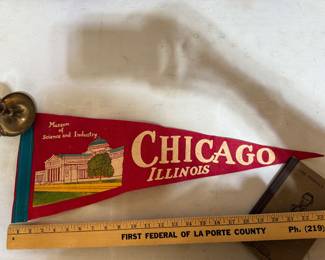 Museum
of
Science and Industry
CHICAGO
ILLINOIS
FIRST FEDERAL OF LA PORTE COUNTY Ph. (219)